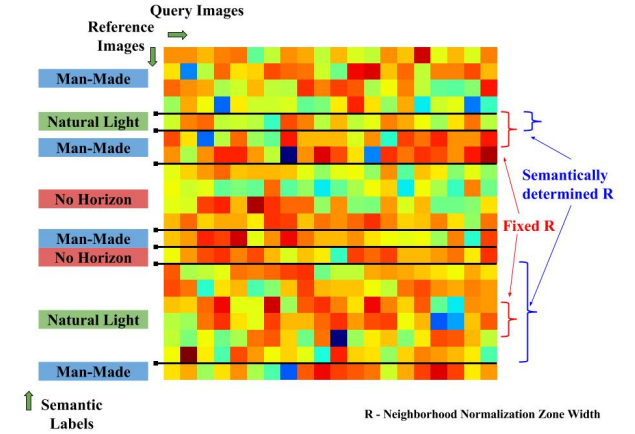 Query Images
Reference
Images
Man-Made
Natural Light
Man-Made
Semantically
determined R
No Horizon
Fixed R
Man-Made
No Horizon
Natural Light
Man-Made
Semantic
Labels
R - Neighborhood Normalization Zone Width